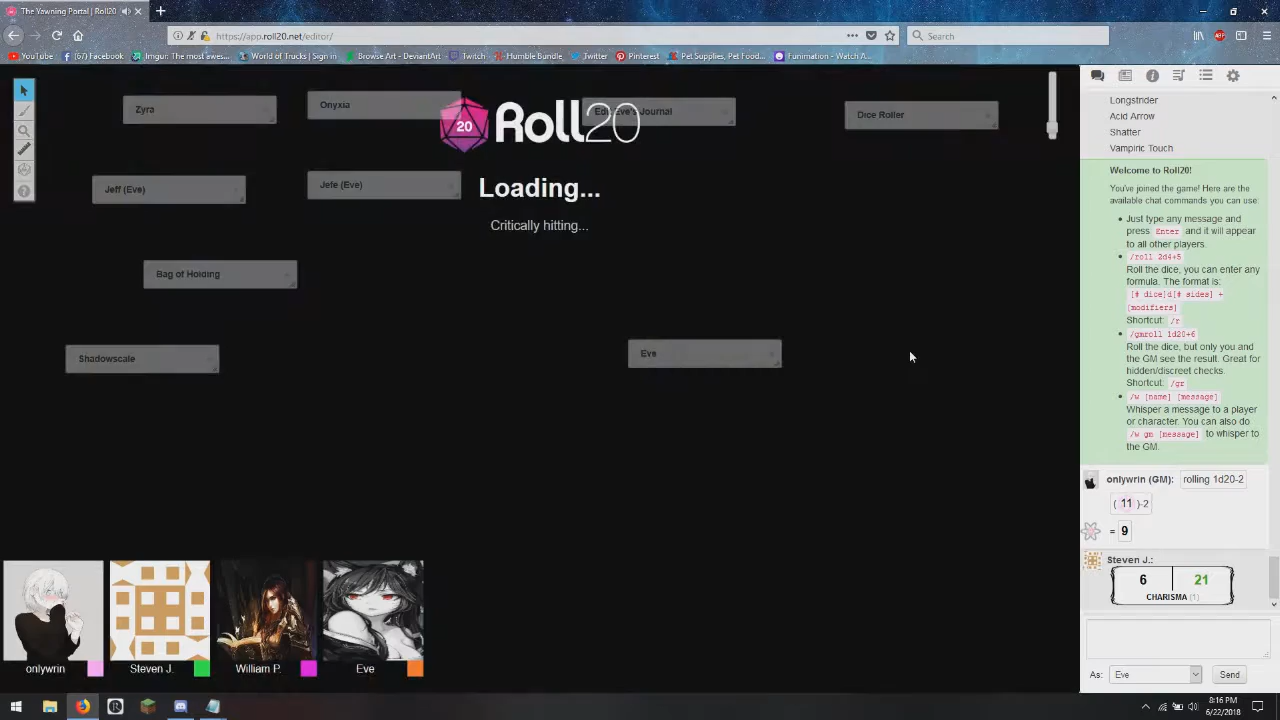 The Yawning Portal | Roll20
https://app.roll20.net/editor/
Search
YouTube
(67) Facebook
Imgur: The most awes...
World of Trucks | Sign in
Browse Art - DeviantArt
Twitch
Humble Bundle
Twitter
Pinterest
Pet Supplies, Pet Food...
Funimation - Watch A...
Zyra
Onyxia
Eve's Journal
Dice Roller
20
Roll20
Loading...
Critically hitting...
Jeff (Eve)
Jefe (Eve)
Bag of Holding
Shadowscale
Eve
onlywrin
Steven J.
William P.
Eve
Longstrider
Acid Arrow
Shatter
Vampiric Touch
Welcome to Roll20!
You've joined the game! Here are the
available chat commands you can use:
Just type any message and
press Enter and it will appear
to all other players.
/roll 2d4+5
Roll the dice, you can enter any
formula. The format is:
[# dice]d[# sides] +
[modifiers]
Shortcut: /r
/gmroll 1d20+6
Roll the dice, but only you and
the GM see the result. Great for
hidden/discreet checks.
Shortcut: /gr
/w [name] [message]
Whisper a message to a player
or character. You can also do
/w gm [message] to whisper to
the GM.
onlywrin (GM): rolling 1d20-2
( 11 )-2
= 9
Steven J.:
6 21
CHARISMA (1)
As: Eve Send
8:16 PM
6/22/2018